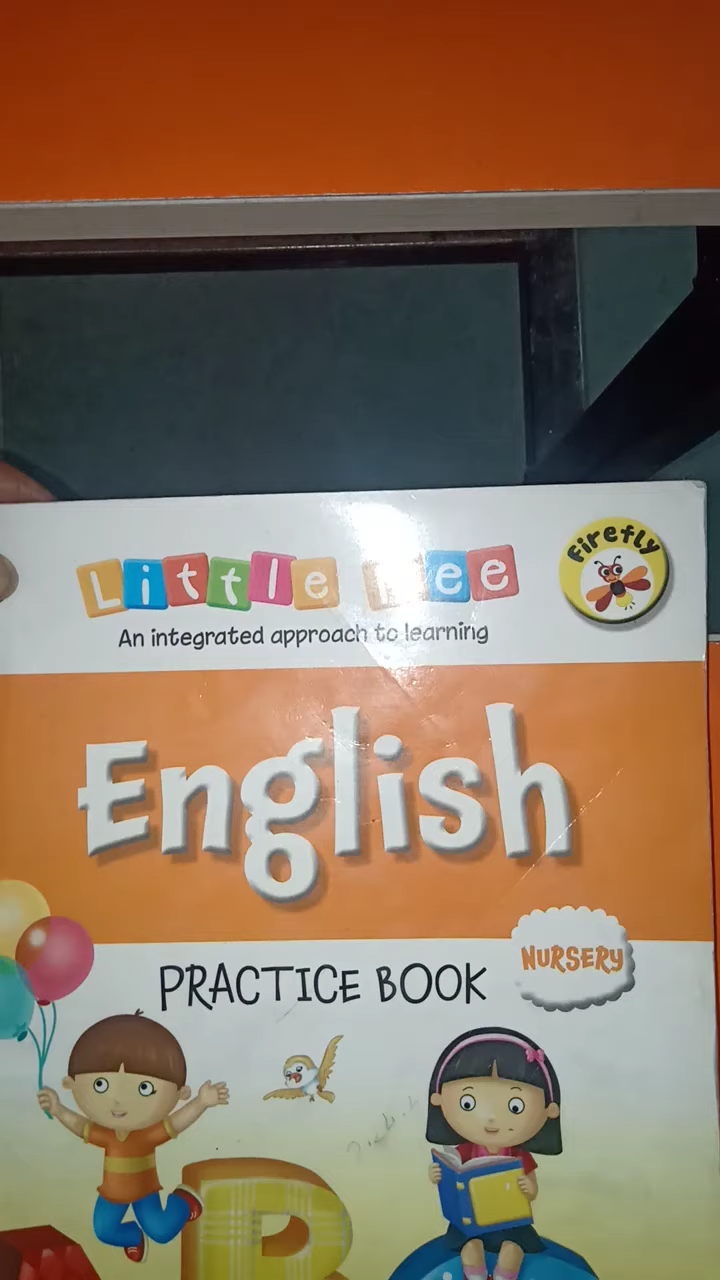 Little
An integrated approach to learning
firefly
English
NURSERY
PRACTICE BOOK
B